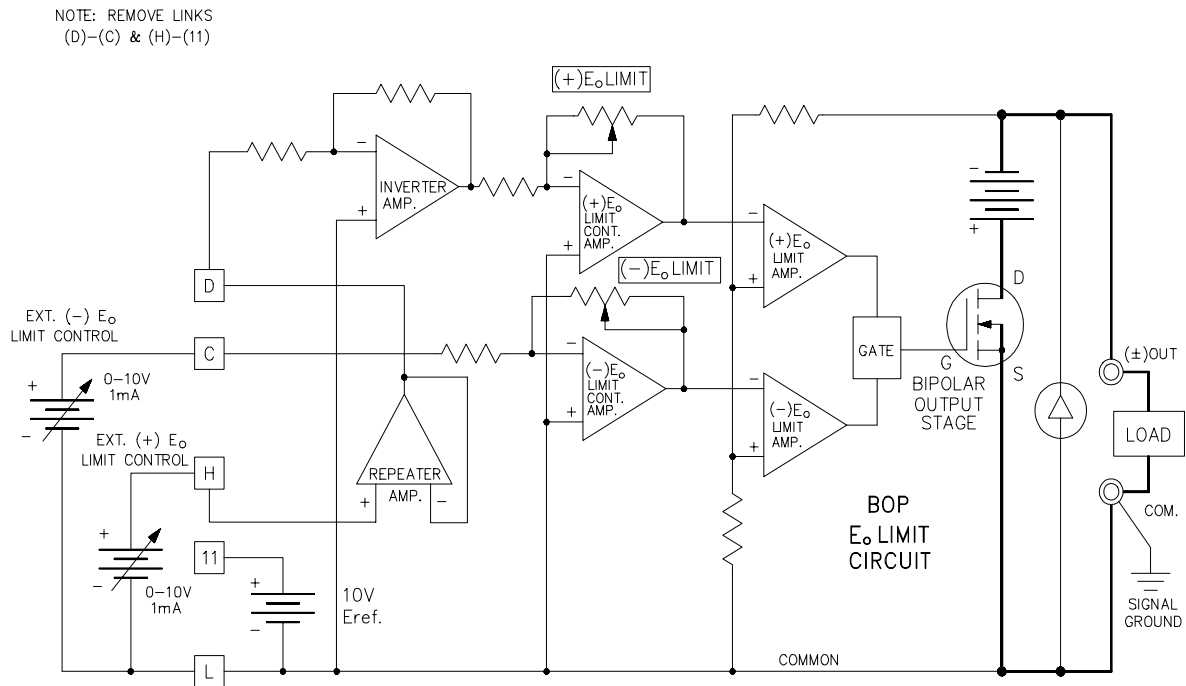 NOTE: REMOVE LINKS
(D)-(C) & (H)-(11)
(+)Eo LIMIT
-
+
INVERTER
AMP.
-
+
(+)Eo
LIMIT
CONT.
AMP.
-
+
(+)Eo
LIMIT
AMP.
-
+
D
(-)Eo LIMIT
D
EXT. (-) Eo
LIMIT CONTROL
C
-
+
(-)Eo
LIMIT
CONT.
AMP.
GATE
G
S
BIPOLAR
OUTPUT
STAGE
(±)OUT
+
-
0-10V
1mA
-
+
(-)Eo
LIMIT
AMP.
LOAD
EXT. (+) Eo
LIMIT CONTROL
H
REPEATER
AMP.
+
-
COM.
BOP
Eo LIMIT
CIRCUIT
+
-
0-10V
1mA
11
+
-
10V
Eref.
SIGNAL
GROUND
L
COMMON